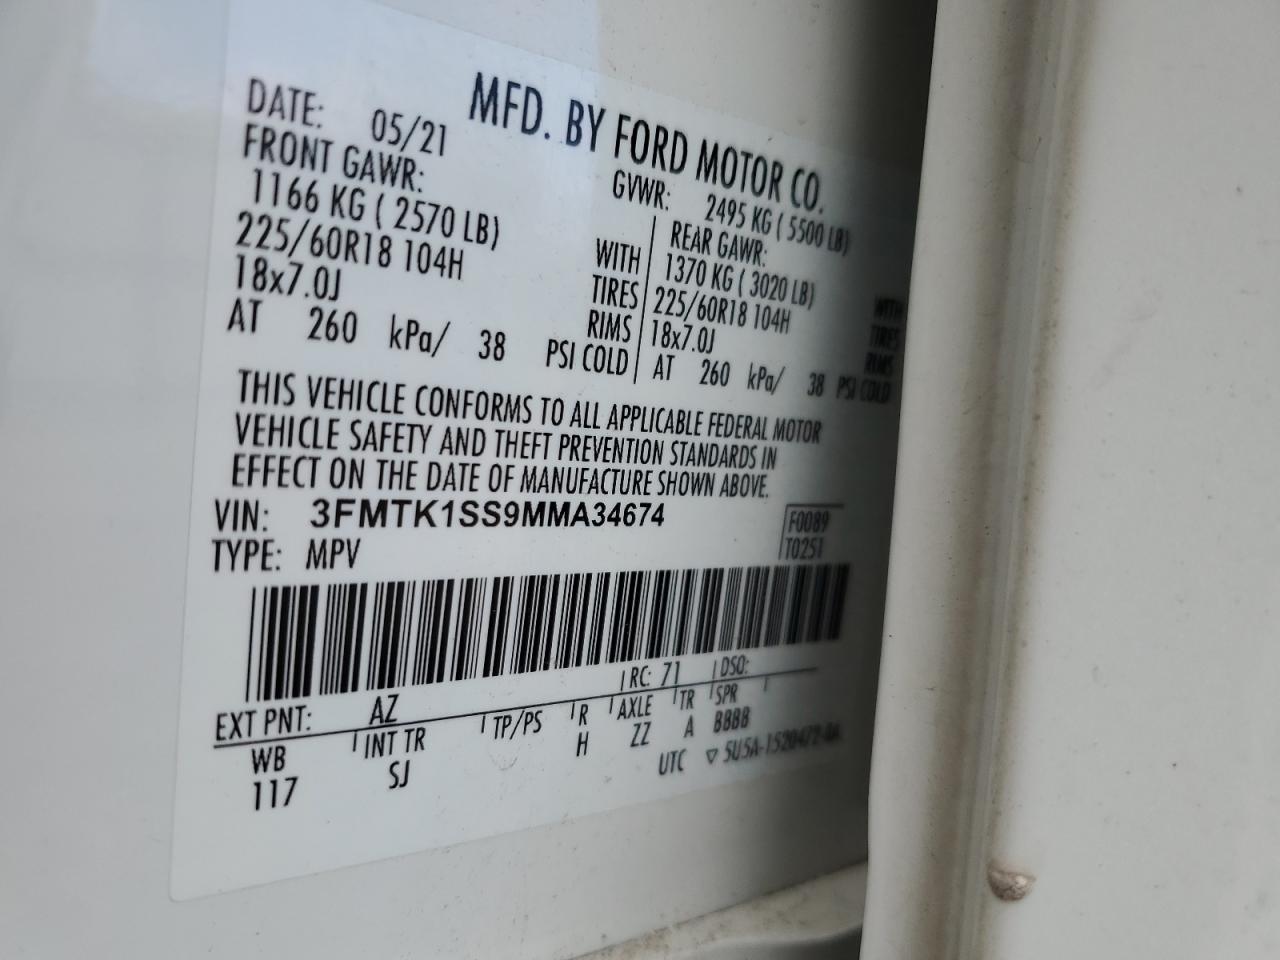 MFD. BY FORD MOTOR CO.
DATE: 05/21
GVWR: 2495 KG ( 5500 LB)
FRONT GAWR:
1166 KG ( 2570 LB)
WITH
225/60R18 104H
TIRES
18x7.0J
RIMS
AT 260 kPa/ 38 PSI COLD
REAR GAWR:
1370 KG ( 3020 LB)
WITH
225/60R18 104H
TIRES
18x7.0J
RIMS
AT 260 kPa/ 38 PSI COLD
THIS VEHICLE CONFORMS TO ALL APPLICABLE FEDERAL MOTOR
VEHICLE SAFETY AND THEFT PREVENTION STANDARDS IN
EFFECT ON THE DATE OF MANUFACTURE SHOWN ABOVE.
VIN: 3FMTK1SS9MMA34674
F0089
TYPE: MPV
T0251
EXT PNT: AZ RC: 71 DSO:
WB INT TR TP/PS R AXLE TR SPR
117 SJ H ZZ A BBBB
UTC